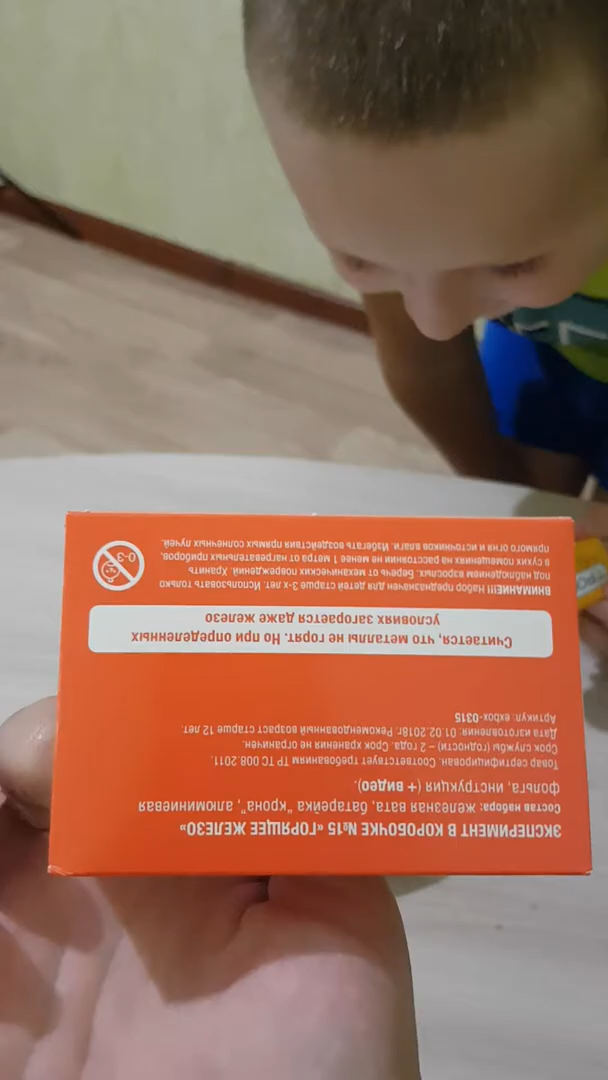 ЭКСПЕРИМЕНТ В КОРОБОЧКЕ №15 «ГОРЯЩЕЕ ЖЕЛЕЗО»
Состав набора: железная вата, батарейка "крона", алюминиевая
фольга, инструкция (+ видео).
Товар сертифицирован. Соответствует требованиям ТР ТС 008 2011.
Срок службы (годности) – 2 года. Срок хранения не ограничен.
Дата изготовления: 01.02.2018г. Рекомендованный возраст старше 12 лет.
Артикул: exbox-0315
Считается, что металлы не горят. Но при определенных
условиях загорается даже железо
ВНИМАНИЕ!!! Набор предназначен для детей старше 3-х лет. Использовать только
под наблюдением взрослых. Беречь от механических повреждений. Хранить
в сухих помещениях на расстоянии не менее 1 метра от нагревательных приборов,
прямого огня и источников влаги. Избегать воздействия прямых солнечных лучей.
0-3